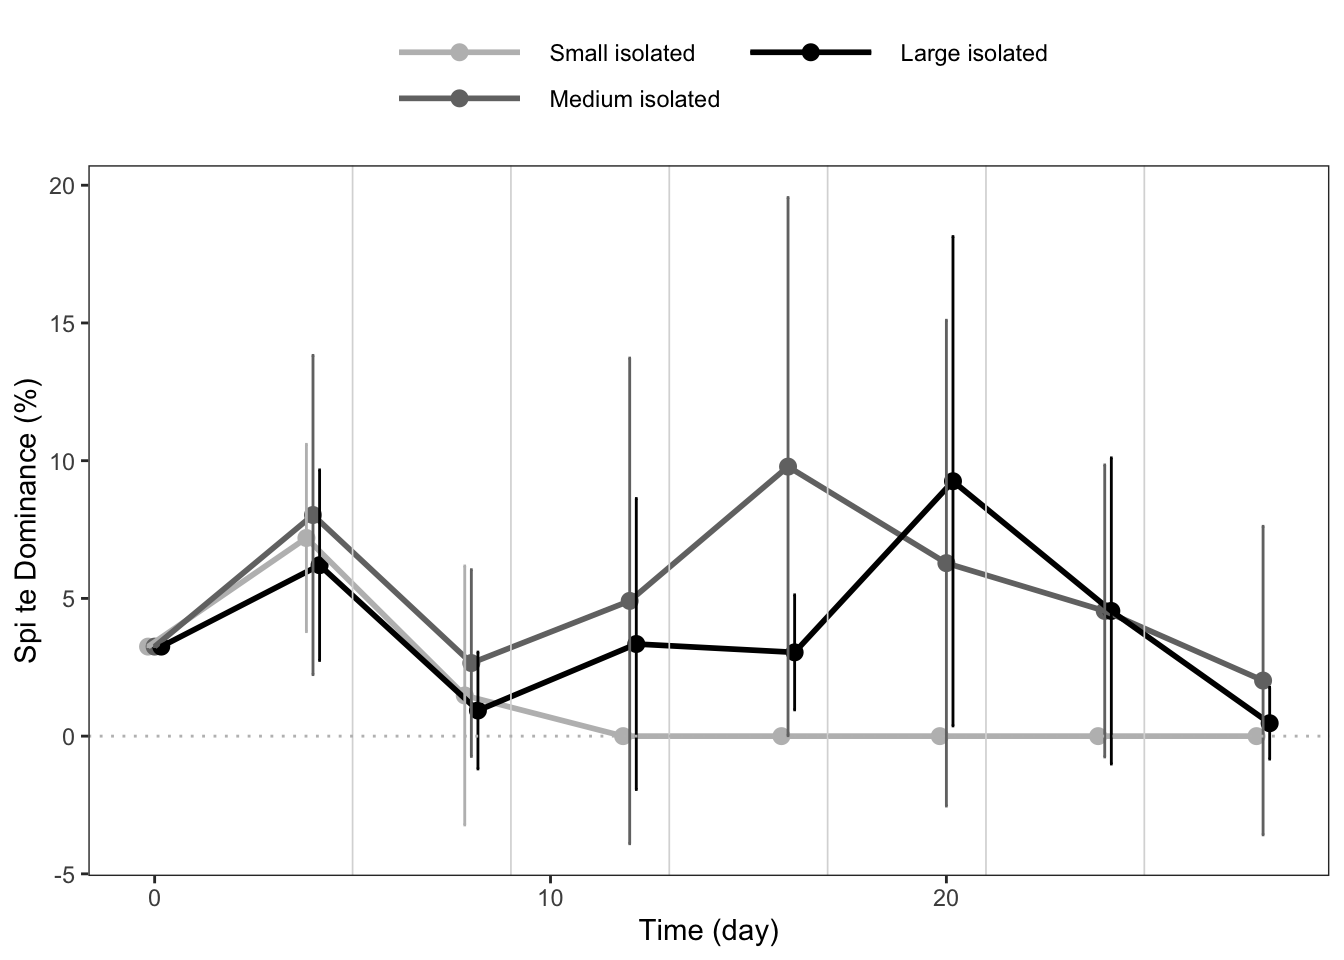 Small isolated
Large isolated
Medium isolated
20
15
10
5
0
-5
Spi te Dominance (%)
0
10
20
Time (day)